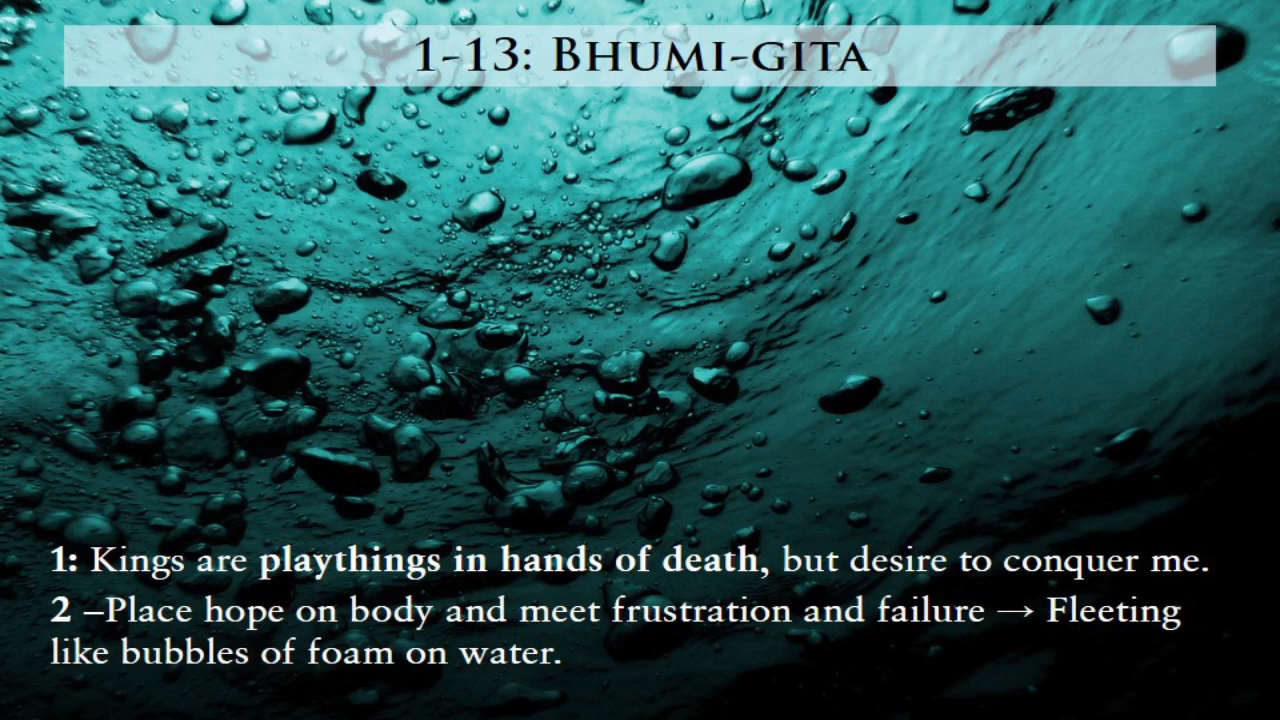 1-13: Bhumi-gita
1: Kings are playthings in hands of death, but desire to conquer me.
2 –Place hope on body and meet frustration and failure → Fleeting
like bubbles of foam on water.